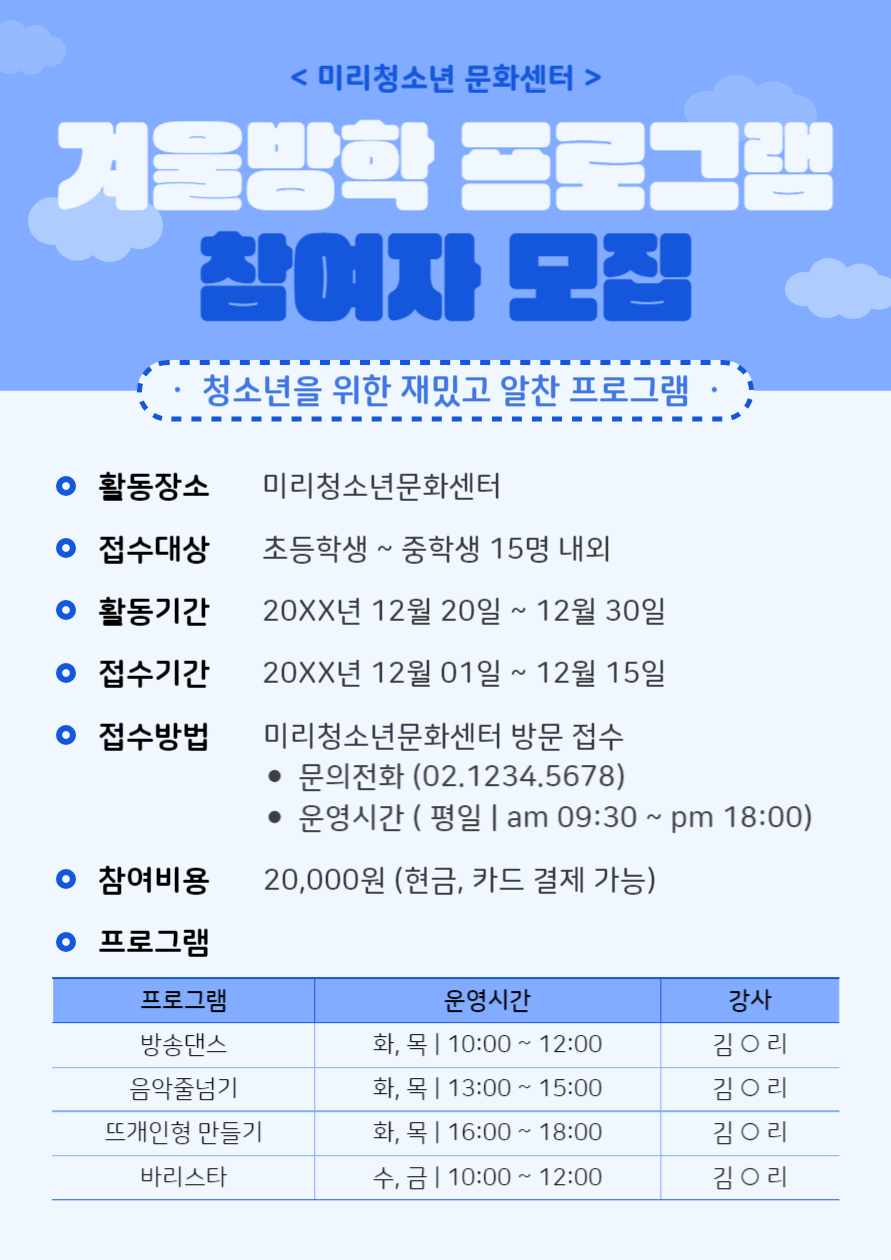 < 미리청소년 문화센터 >
겨울방학 프로그램
참여자 모집
· 청소년을 위한 재밌고 알찬 프로그램 ·
활동장소 미리청소년문화센터
접수대상 초등학생 ~ 중학생 15명 내외
활동기간 20XX년 12월 20일 ~ 12월 30일
접수기간 20XX년 12월 01일 ~ 12월 15일
접수방법 미리청소년문화센터 방문 접수
● 문의전화 (02.1234.5678)
● 운영시간 ( 평일 | am 09:30 ~ pm 18:00)
참여비용 20,000원 (현금, 카드 결제 가능)
프로그램
프로그램 운영시간 강사
방송댄스 화, 목 | 10:00 ~ 12:00 김 ○ 리
음악줄넘기 화, 목 | 13:00 ~ 15:00 김 ○ 리
뜨개인형 만들기 화, 목 | 16:00 ~ 18:00 김 ○ 리
바리스타 수, 금 | 10:00 ~ 12:00 김 ○ 리